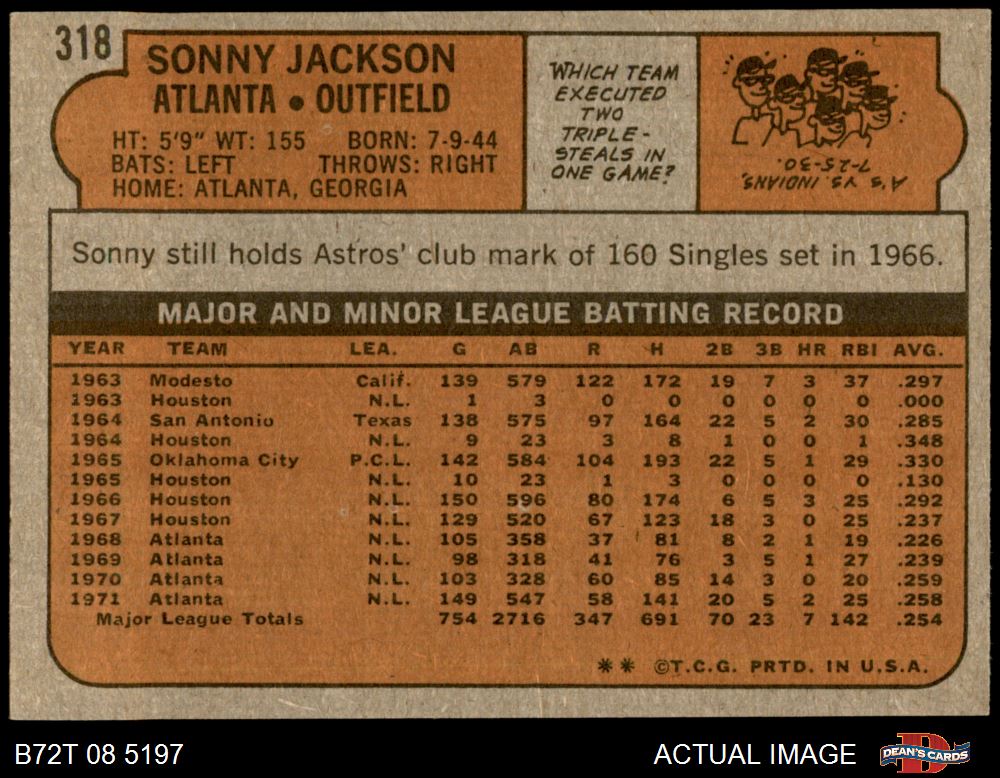 318
SONNY JACKSON
ATLANTA • OUTFIELD
HT: 5'9" WT: 155 BORN: 7-9-44
BATS: LEFT THROWS: RIGHT
HOME: ATLANTA, GEORGIA
WHICH TEAM
EXECUTED
TWO
TRIPLE-
STEALS IN
ONE GAME?
A's VS. INDIANS,
7-25-30.
Sonny still holds Astros' club mark of 160 Singles set in 1966.
MAJOR AND MINOR LEAGUE BATTING RECORD
YEAR TEAM LEA. G AB R H 2B 3B HR RBI AVG.
1963 Modesto Calif. 139 579 122 172 19 7 3 37 .297
1963 Houston N.L. 1 3 0 0 0 0 0 0 .000
1964 San Antonio Texas 138 575 97 164 22 5 2 30 .285
1964 Houston N.L. 9 23 3 8 1 0 0 1 .348
1965 Oklahoma City P.C.L. 142 584 104 193 22 5 1 29 .330
1965 Houston N.L. 10 23 1 3 0 0 0 0 .130
1966 Houston N.L. 150 596 80 174 6 5 3 25 .292
1967 Houston N.L. 129 520 67 123 18 3 0 25 .237
1968 Atlanta N.L. 105 358 37 81 8 2 1 19 .226
1969 Atlanta N.L. 98 318 41 76 3 5 1 27 .239
1970 Atlanta N.L. 103 328 60 85 14 3 0 20 .259
1971 Atlanta N.L. 149 547 58 141 20 5 2 25 .258
Major League Totals 754 2716 347 691 70 23 7 142 .254
** ©T.C.G. PRTD. IN U.S.A.
B72T 08 5197
ACTUAL IMAGE
DEAN'S CARDS